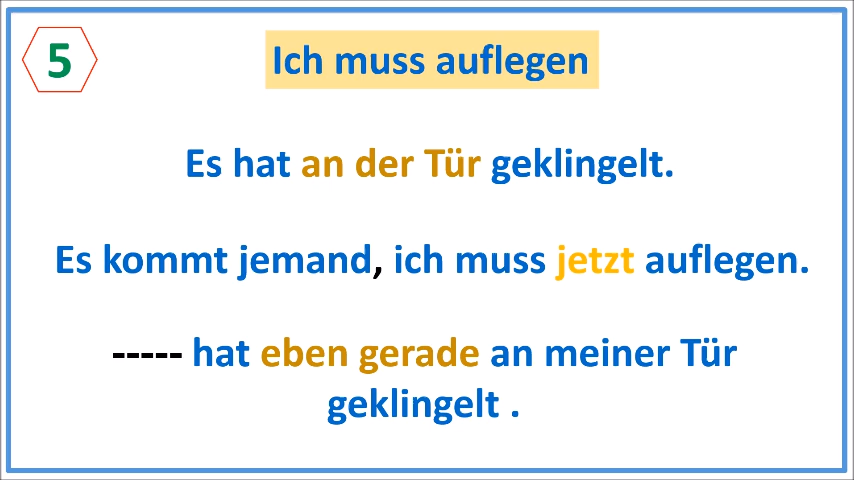 5
Ich muss auflegen
Es hat an der Tür geklingelt.
Es kommt jemand, ich muss jetzt auflegen.
----- hat eben gerade an meiner Tür
geklingelt .